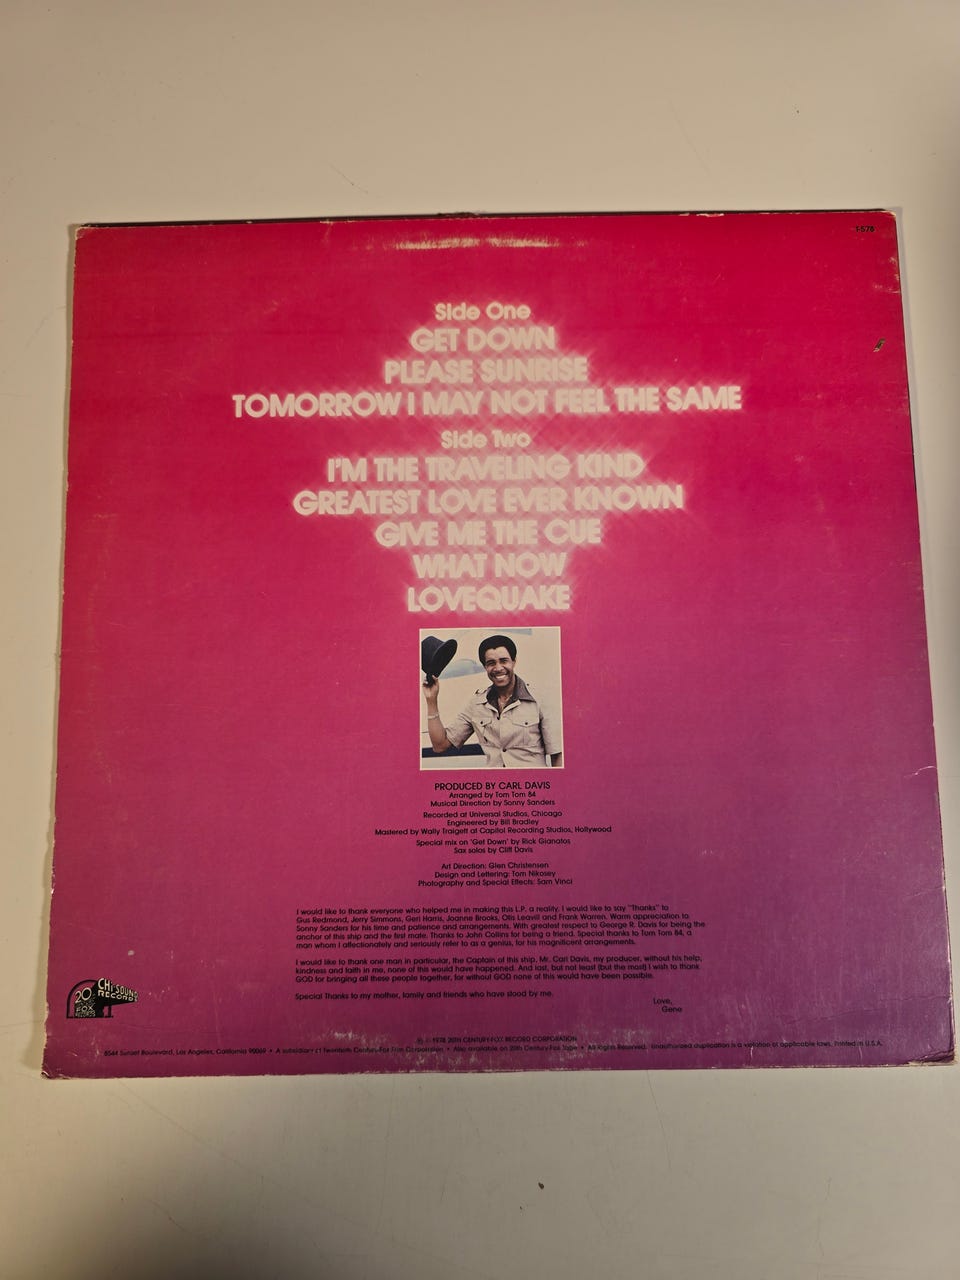 T-578
Side One
GET DOWN
PLEASE SUNRISE
TOMORROW I MAY NOT FEEL THE SAME
Side Two
I'M THE TRAVELING KIND
GREATEST LOVE EVER KNOWN
GIVE ME THE CUE
WHAT NOW
LOVEQUAKE
PRODUCED BY CARL DAVIS
Arranged by Tom Tom 84
Musical Direction by Sonny Sanders
Recorded at Universal Studios, Chicago
Engineered by Bill Bradley
Mastered by Wally Traigett at Capitol Recording Studios, Hollywood
Special mix on 'Get Down' by Rick Gianatos
Sax solos by Cliff Davis
Art Direction: Glen Christensen
Design and Lettering: Tom Nikosey
Photography and Special Effects: Sam Vinci
I would like to thank everyone who helped me in making this L.P. a reality. I would like to say "Thanks" to
Gus Redmond, Jerry Simmons, Geri Harris, Joanne Brooks, Otis Leavill and Frank Warren. Warm appreciation to
Sonny Sanders for his time and patience and arrangements. With greatest respect to George R. Davis for being the
anchor of this ship and the first mate. Thanks to John Collins for being a friend. Special thanks to Tom Tom 84, a
man whom I affectionately and seriously refer to as a genius, for his magnificent arrangements.
I would like to thank one man in particular, the Captain of this ship, Mr. Carl Davis, my producer, without his help,
kindness and faith in me, none of this would have happened. And last, but not least (but the most) I wish to thank
GOD for bringing all these people together, for without GOD none of this would have been possible.
Special Thanks to my mother, family and friends who have stood by me.
Love,
Gene
CHI-SOUND
RECORDS
20
FOX
RECORDS
℗ © 1978 20TH CENTURY-FOX RECORD CORPORATION
8544 Sunset Boulevard, Los Angeles, California 90069 • A subsidiary of Twentieth Century-Fox Film Corporation • Also available on 20th Century-Fox Tape • All Rights Reserved. Unauthorized duplication is a violation of applicable laws. Printed in U.S.A.